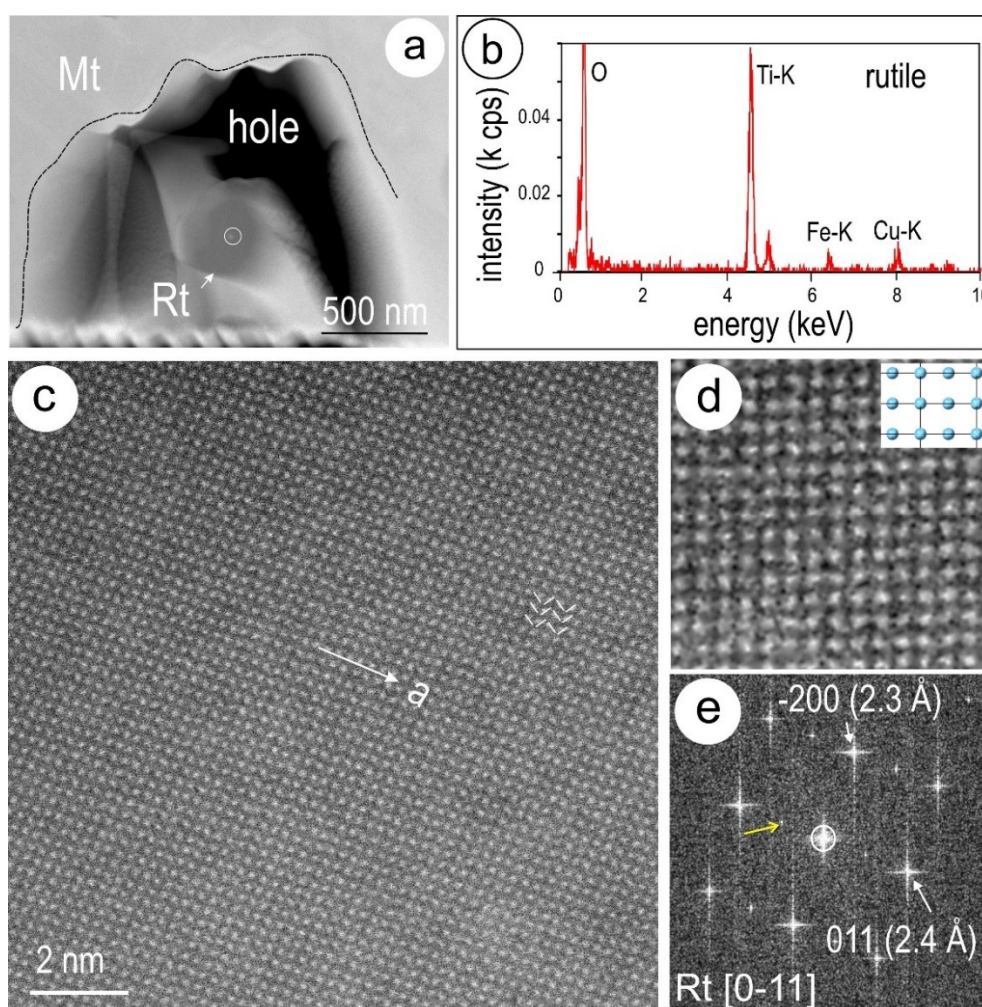 a
Mt
hole
Rt
500 nm
b
O
Ti-K
rutile
0.04
0.02
0
intensity (k cps)
Fe-K
Cu-K
0 2 4 6 8 10
energy (keV)
c
a
2 nm
d
e
-200 (2.3 Å)
011 (2.4 Å)
Rt [0-11]